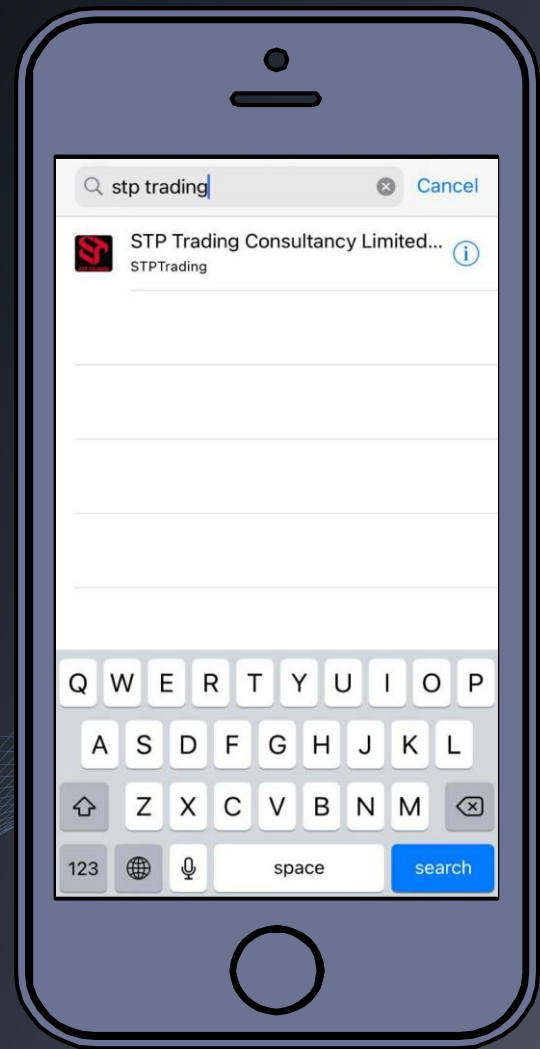 stp trading
Cancel
STP Trading Consultancy Limited...
STPTrading
Q W E R T Y U I O P
A S D F G H J K L
Z X C V B N M
123
space
search